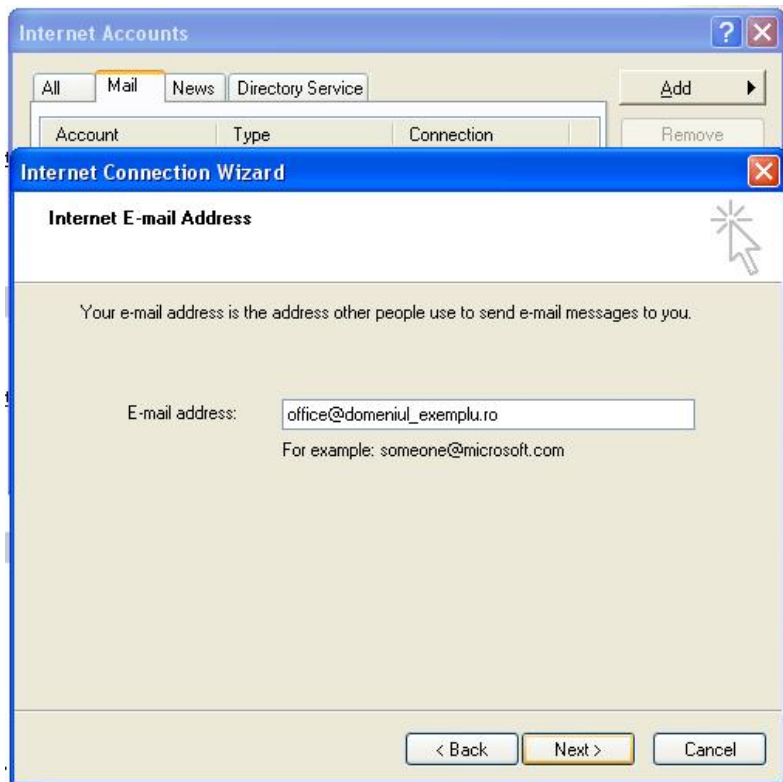 Internet Accounts
All Mail News Directory Service Add
Account Type Connection Remove
Internet Connection Wizard
Internet E-mail Address
Your e-mail address is the address other people use to send e-mail messages to you.
E-mail address: office@domeniul_exemplu.ro
For example: someone@microsoft.com
< Back Next > Cancel